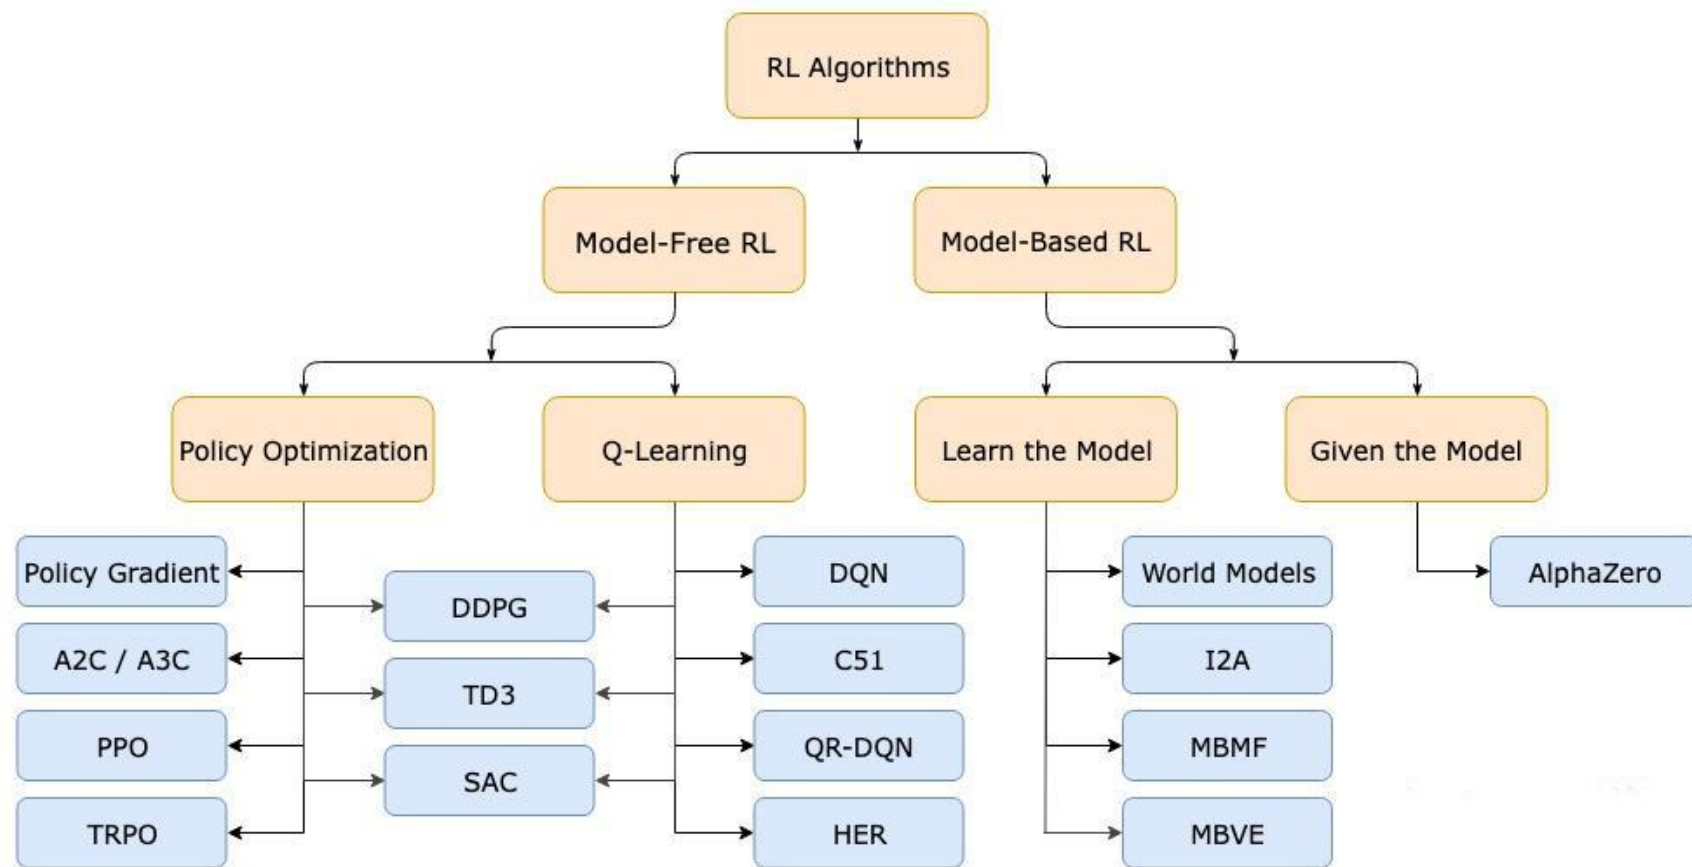 RL Algorithms
Model-Free RL
Model-Based RL
Policy Optimization
Q-Learning
Learn the Model
Given the Model
Policy Gradient
DDPG
DQN
World Models
AlphaZero
A2C / A3C
TD3
C51
I2A
PPO
SAC
QR-DQN
MBMF
TRPO
HER
MBVE